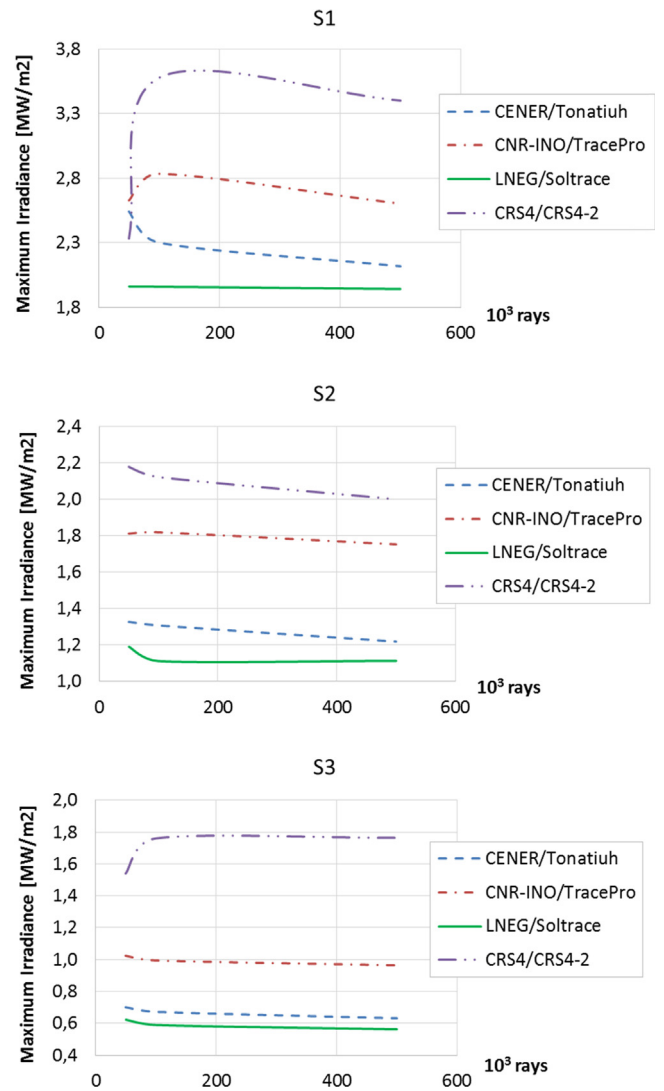 S1
Maximum Irradiance [MW/m2]
3,8
3,3
2,8
2,3
1,8
0
200
400
600
10³ rays
CENER/Tonatiuh
CNR-INO/TracePro
LNEG/Soltrace
CRS4/CRS4-2
S2
Maximum Irradiance [MW/m2]
2,4
2,2
2,0
1,8
1,6
1,4
1,2
1,0
0
200
400
600
10³ rays
CENER/Tonatiuh
CNR-INO/TracePro
LNEG/Soltrace
CRS4/CRS4-2
S3
Maximum Irradiance [MW/m2]
2,0
1,8
1,6
1,4
1,2
1,0
0,8
0,6
0,4
0
200
400
600
10³ rays
CENER/Tonatiuh
CNR-INO/TracePro
LNEG/Soltrace
CRS4/CRS4-2